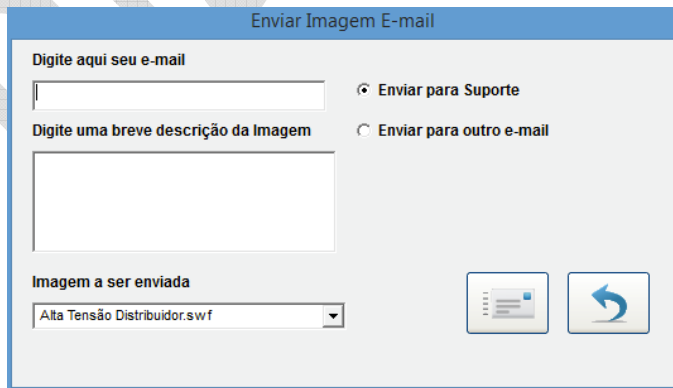 Enviar Imagem E-mail
Digite aqui seu e-mail
Enviar para Suporte
Digite uma breve descrição da Imagem
Enviar para outro e-mail
Imagem a ser enviada
Alta Tensão Distribuidor.swf